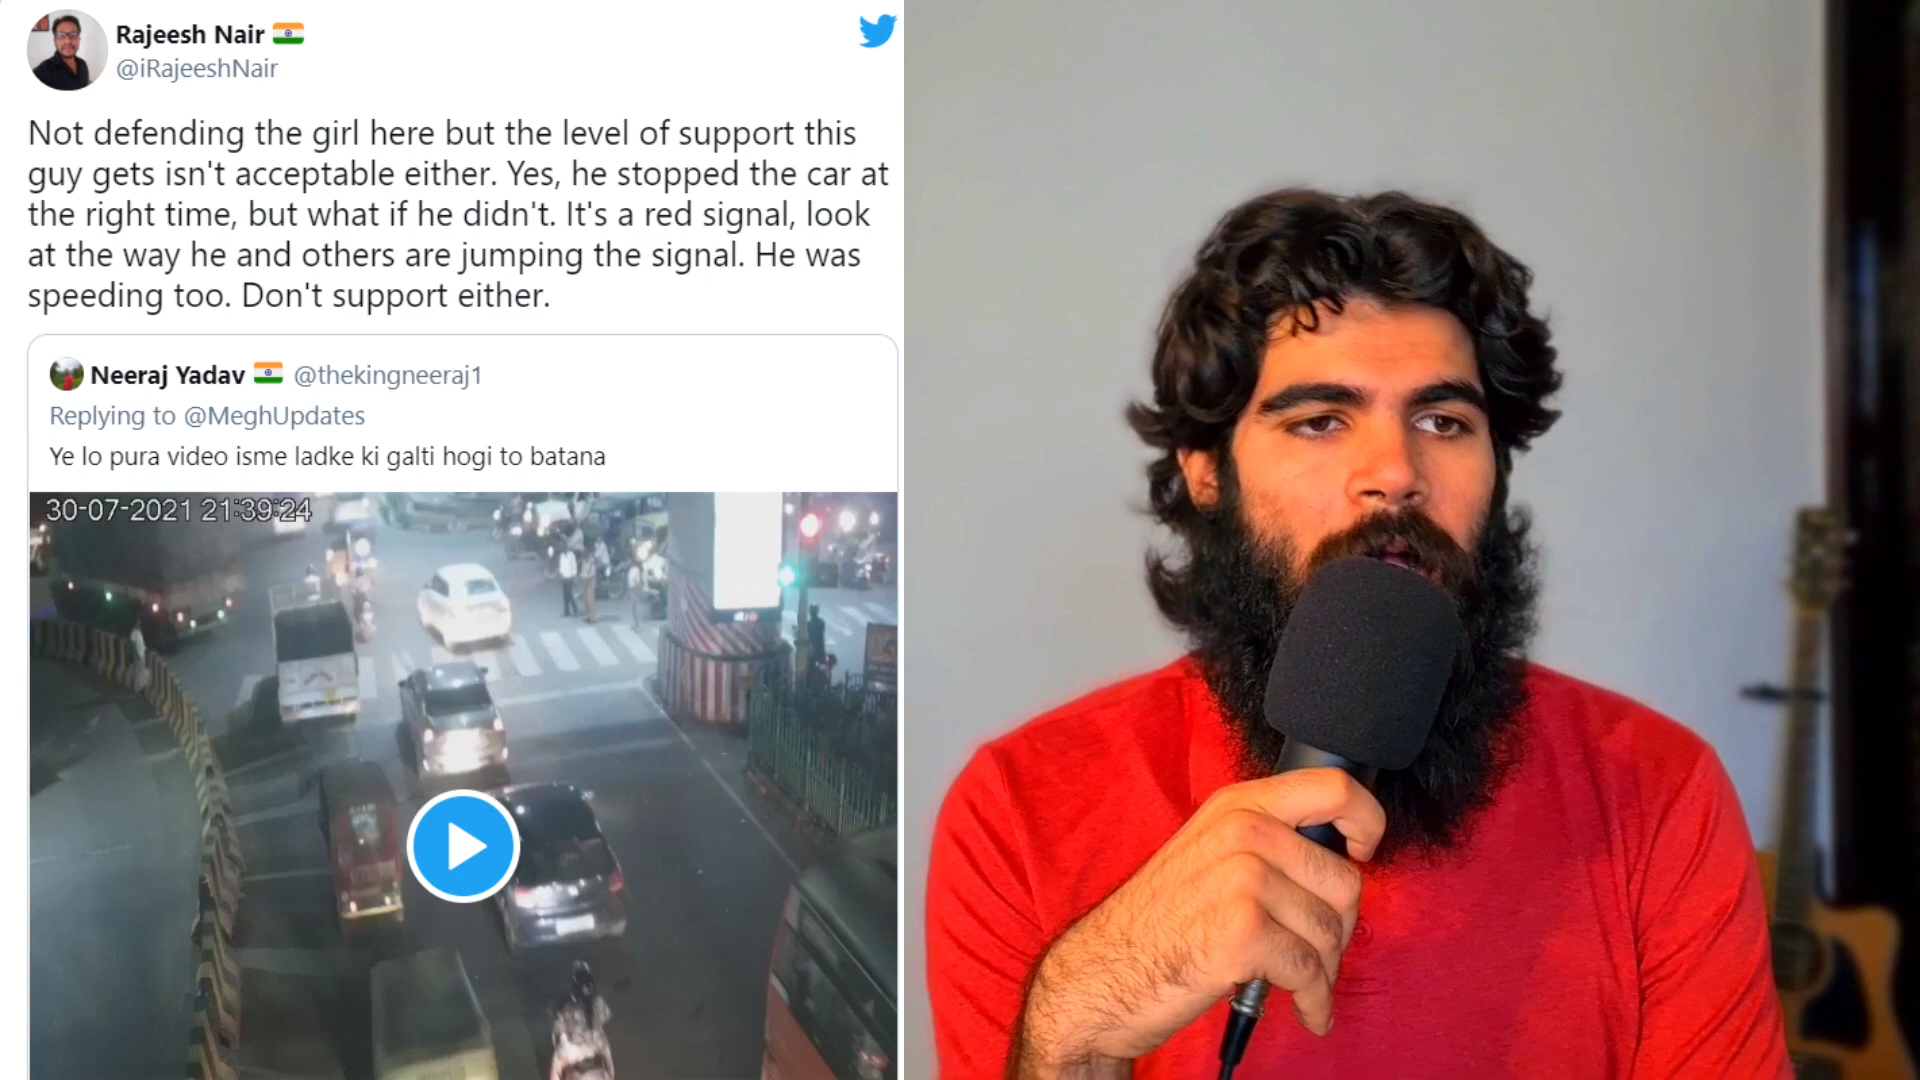 Rajeesh Nair
@iRajeeshNair
Not defending the girl here but the level of support this
guy gets isn't acceptable either. Yes, he stopped the car at
the right time, but what if he didn't. It's a red signal, look
at the way he and others are jumping the signal. He was
speeding too. Don't support either.
Neeraj Yadav @thekingneeraj1
Replying to @MeghUpdates
Ye lo pura video isme ladke ki galti hogi to batana
30-07-2021 21:39:24